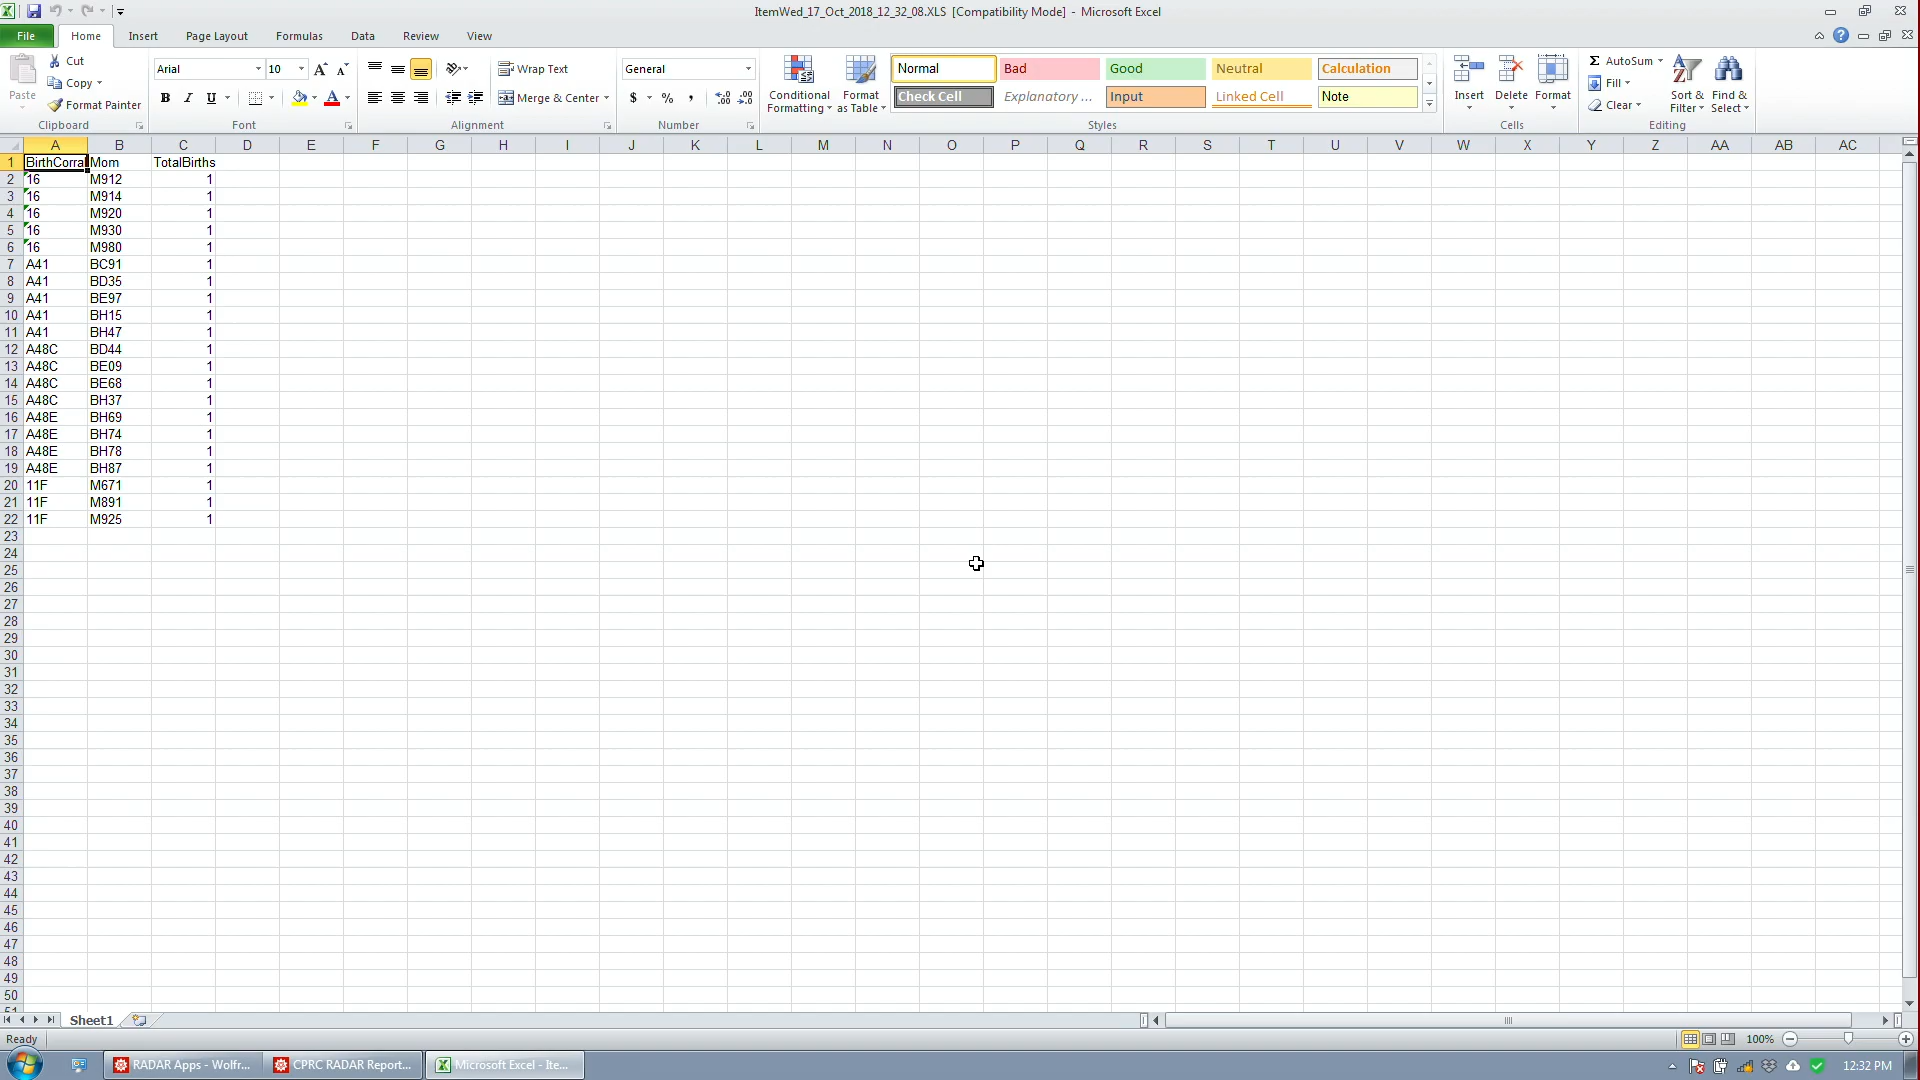 ItemWed_17_Oct_2018_12_32_08.XLS [Compatibility Mode] - Microsoft Excel
File Home Insert Page Layout Formulas Data Review View
Paste
Cut
Copy
Format Painter
Clipboard
Arial 10
B I U
Font
Wrap Text
Merge & Center
Alignment
General
$ % ,
Number
Conditional Formatting
Format as Table
Normal Bad Good Neutral Calculation
Check Cell Explanatory ... Input Linked Cell Note
Styles
Insert Delete Format
Cells
Σ AutoSum
Fill
Clear
Sort & Filter
Find & Select
Editing
A B C D E F G H I J K L M N O P Q R S T U V W X Y Z AA AB AC
1 BirthCorral Mom TotalBirths
2 16 M912 1
3 16 M914 1
4 16 M920 1
5 16 M930 1
6 16 M980 1
7 A41 BC91 1
8 A41 BD35 1
9 A41 BE97 1
10 A41 BH15 1
11 A41 BH47 1
12 A48C BD44 1
13 A48C BE09 1
14 A48C BE68 1
15 A48C BH37 1
16 A48E BH69 1
17 A48E BH74 1
18 A48E BH78 1
19 A48E BH87 1
20 11F M671 1
21 11F M891 1
22 11F M925 1
23
24
25
26
27
28
29
30
31
32
33
34
35
36
37
38
39
40
41
42
43
44
45
46
47
48
49
50
51
Sheet1
Ready
100%
RADAR Apps - Wolfr... CPRC RADAR Report... Microsoft Excel - Ite...
12:32 PM